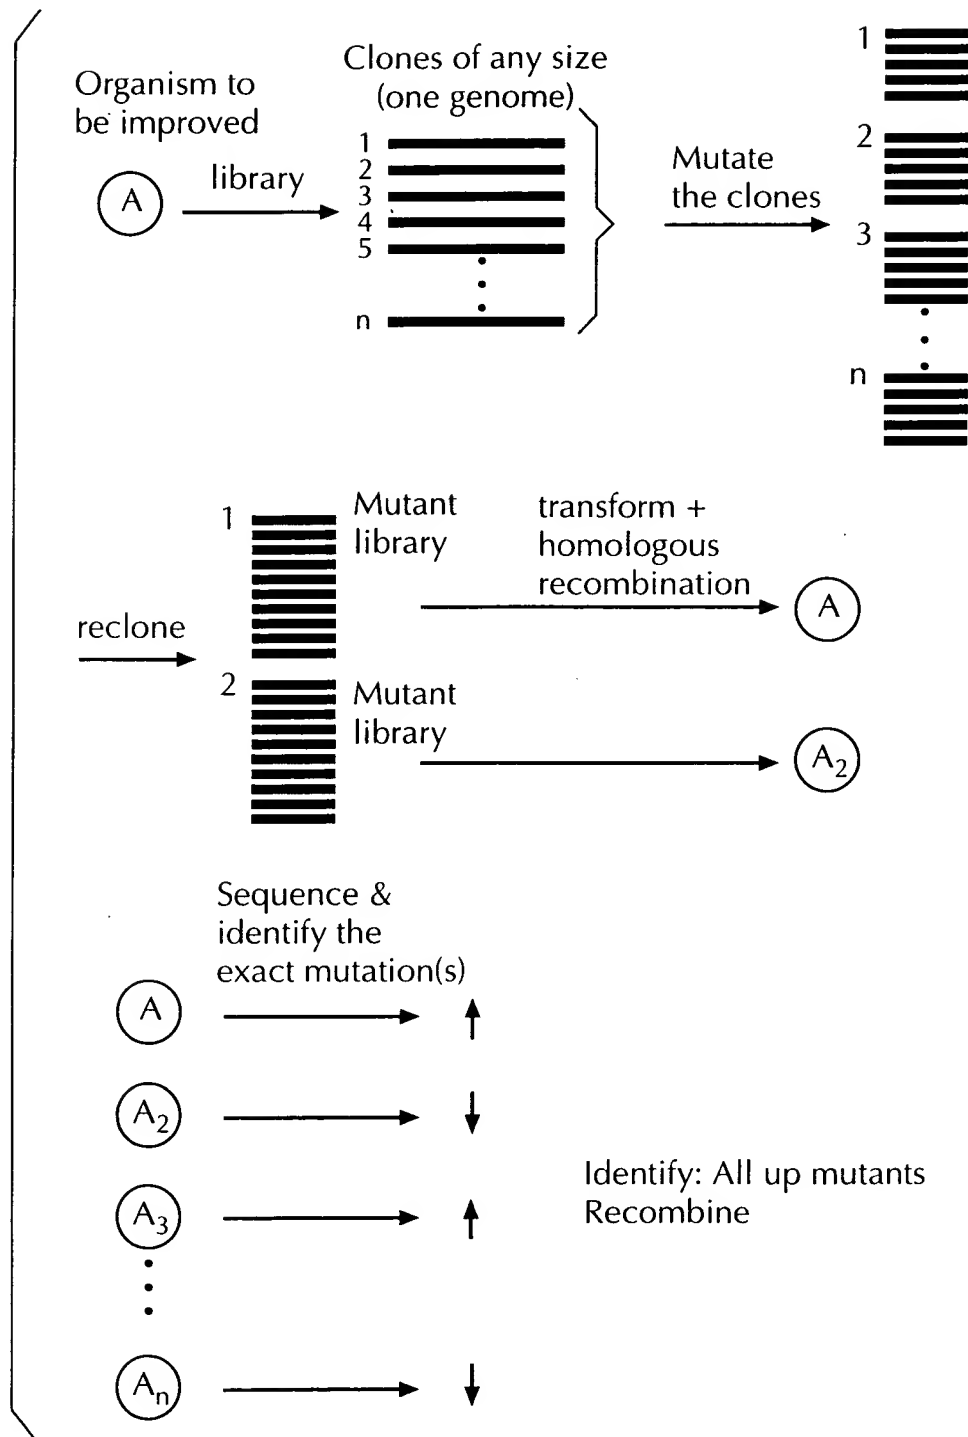 Organism to
be improved
A
library
Clones of any size
(one genome)
1
2
3
4
5
n
Mutate
the clones
1
2
3
n
reclone
1
Mutant
library
transform +
homologous
recombination
A
2
Mutant
library
A₂
Sequence &
identify the
exact mutation(s)
A
A₂
A₃
Aₙ
Identify: All up mutants
Recombine